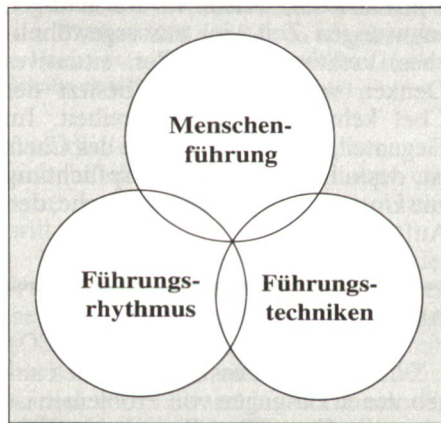 Menschen-
führung
Führungs-
rhythmus
Führungs-
techniken